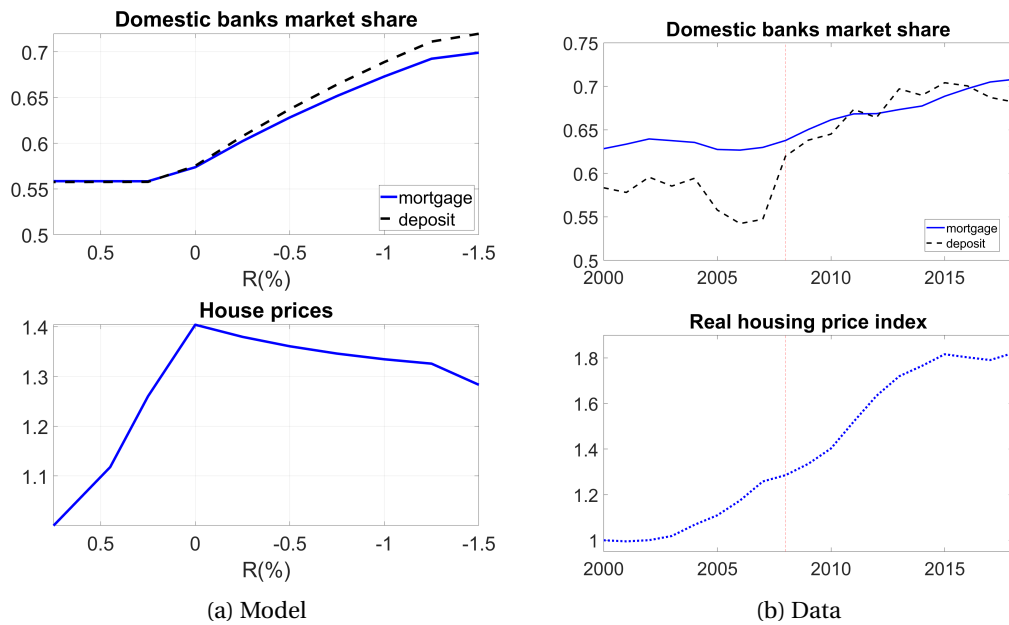 Domestic banks market share
0.7
0.65
0.6
0.55
0.5
mortgage
deposit
0.5 0 -0.5 -1 -1.5
R(%)
House prices
1.4
1.3
1.2
1.1
0.5 0 -0.5 -1 -1.5
R(%)
(a) Model
Domestic banks market share
0.75
0.7
0.65
0.6
0.55
0.5
mortgage
deposit
2000 2005 2010 2015
Real housing price index
1.8
1.6
1.4
1.2
1
2000 2005 2010 2015
(b) Data